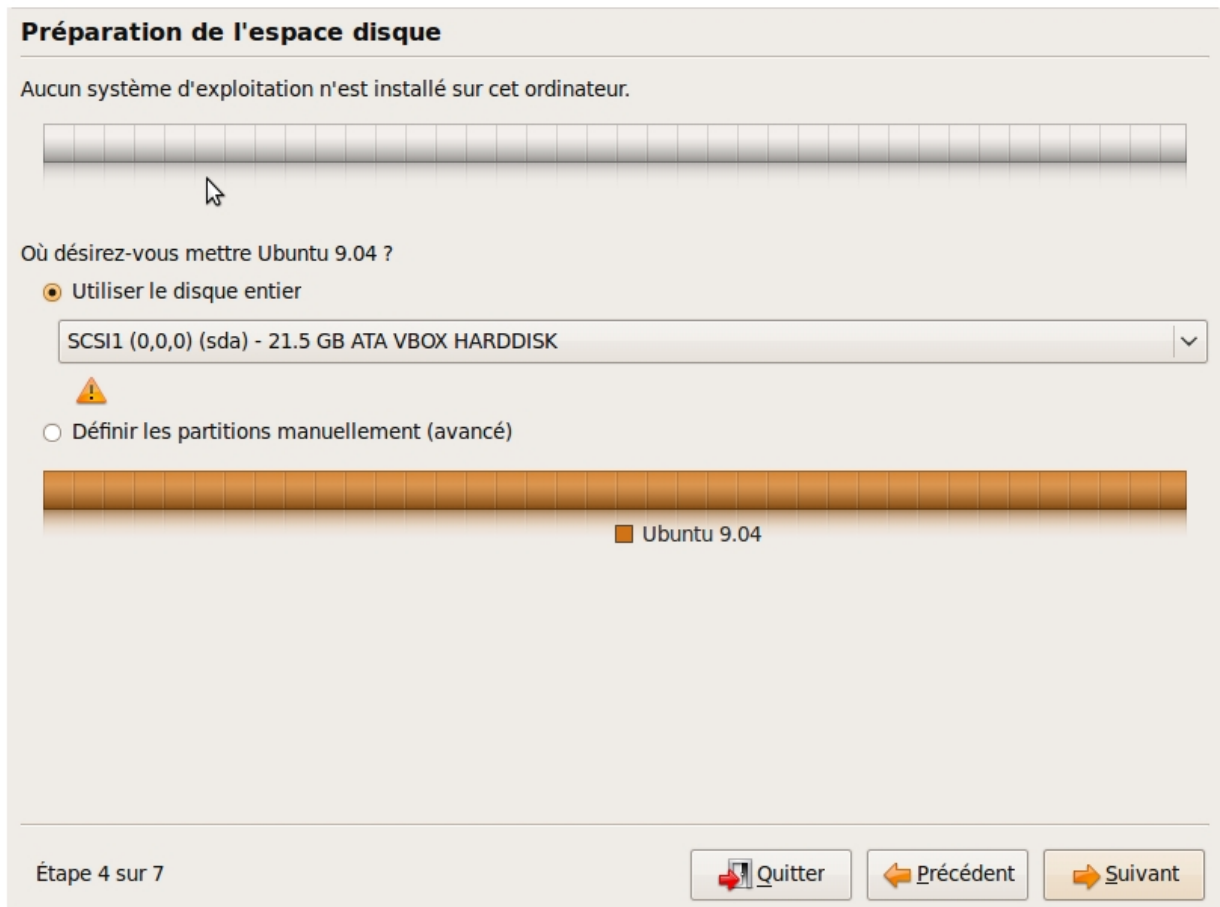 Préparation de l'espace disque
Aucun système d'exploitation n'est installé sur cet ordinateur.
Où désirez-vous mettre Ubuntu 9.04 ?
Utiliser le disque entier
SCSI1 (0,0,0) (sda) - 21.5 GB ATA VBOX HARDDISK
Définir les partitions manuellement (avancé)
Ubuntu 9.04
Étape 4 sur 7
Quitter
Précédent
Suivant